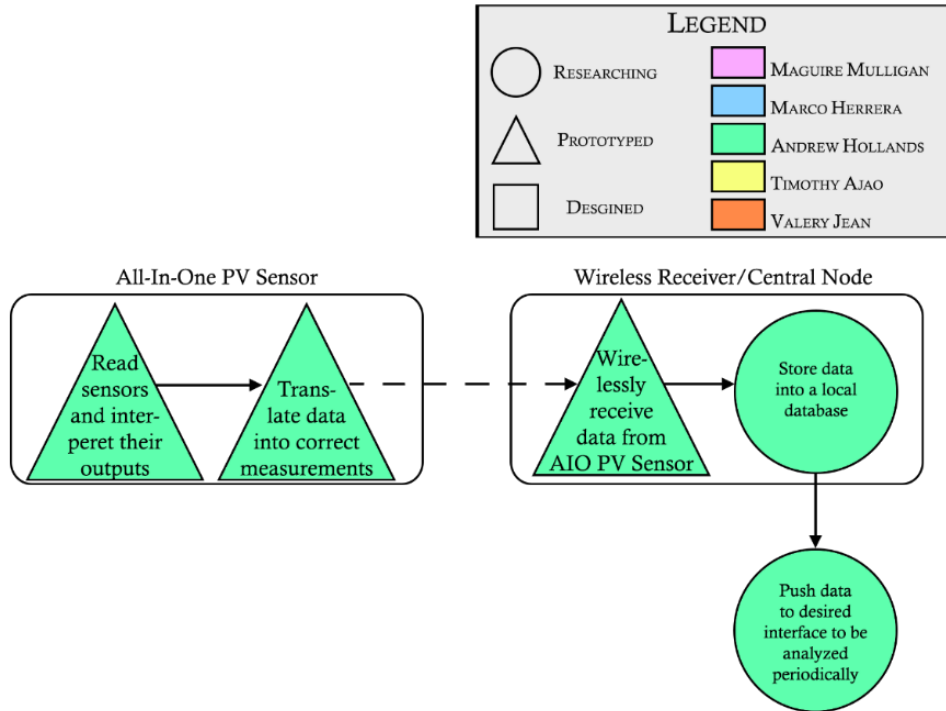 LEGEND
RESEARCHING
PROTOTYPED
DESGINED
MAGUIRE MULLIGAN
MARCO HERRERA
ANDREW HOLLANDS
TIMOTHY AJAO
VALERY JEAN
All-In-One PV Sensor
Read
sensors
and inter-
peret their
outputs
Trans-
late data
into correct
measurements
Wireless Receiver/Central Node
Wire-
lessly
receive
data from
AIO PV Sensor
Store data
into a local
database
Push data
to desired
interface to be
analyzed
periodically